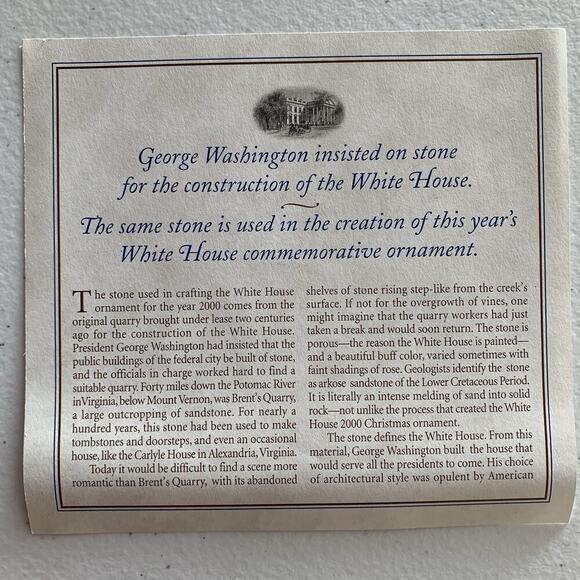 George Washington insisted on stone
for the construction of the White House.
The same stone is used in the creation of this year's
White House commemorative ornament.
The stone used in crafting the White House
ornament for the year 2000 comes from the
original quarry brought under lease two centuries
ago for the construction of the White House.
President George Washington had insisted that the
public buildings of the federal city be built of stone,
and the officials in charge worked hard to find a
suitable quarry. Forty miles down the Potomac River
in Virginia, below Mount Vernon, was Brent's Quarry,
a large outcropping of sandstone. For nearly a
hundred years, this stone had been used to make
tombstones and doorsteps, and even an occasional
house, like the Carlyle House in Alexandria, Virginia.
Today it would be difficult to find a scene more
romantic than Brent's Quarry, with its abandoned
shelves of stone rising step-like from the creek's
surface. If not for the overgrowth of vines, one
might imagine that the quarry workers had just
taken a break and would soon return. The stone is
porous—the reason the White House is painted—
and a beautiful buff color, varied sometimes with
faint shadings of rose. Geologists identify the stone
as arkose sandstone of the Lower Cretaceous Period.
It is literally an intense melding of sand into solid
rock—not unlike the process that created the White
House 2000 Christmas ornament.
The stone defines the White House. From this
material, George Washington built the house that
would serve all the presidents to come. His choice
of architectural style was opulent by American